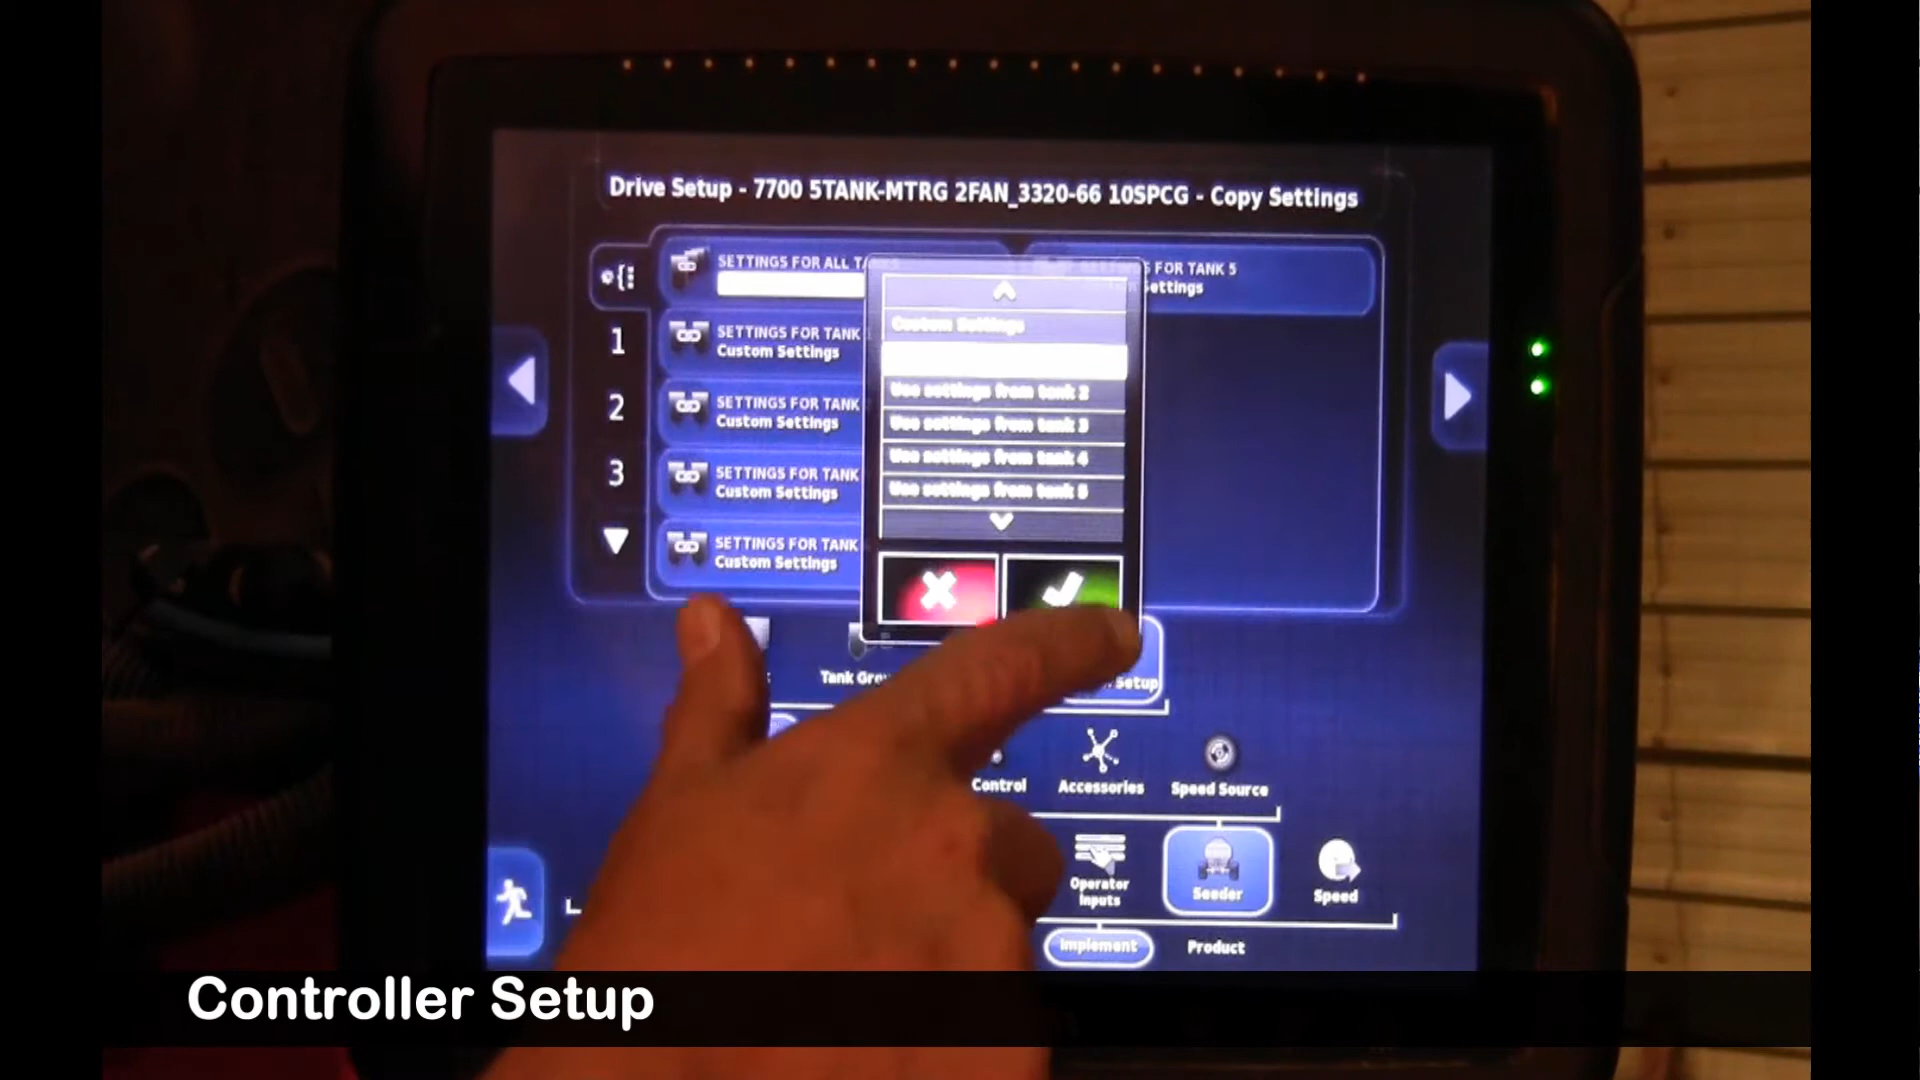 Drive Setup - 7700 5TANK-MTRG 2FAN_3320-66 10SPCG - Copy Settings
SETTINGS FOR ALL
FOR TANK 5
Settings
1
SETTINGS FOR TANK
Custom Settings
2
SETTINGS FOR TANK
Custom Settings
3
SETTINGS FOR TANK
Custom Settings
SETTINGS FOR TANK
Custom Settings
Custom Settings
Use settings from tank 2
Use settings from tank 3
Use settings from tank 4
Use settings from tank 5
Tank
Setup
Control
Accessories
Speed Source
Operator
Inputs
Seeder
Speed
Implement
Product
Controller Setup